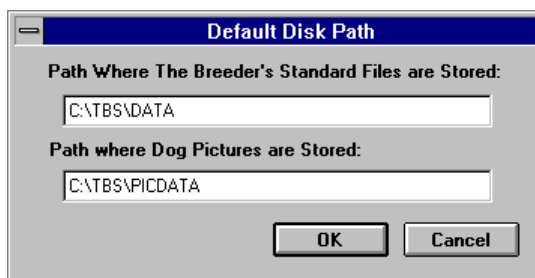 Default Disk Path
Path Where The Breeder's Standard Files are Stored:
C:\TBS\DATA
Path where Dog Pictures are Stored:
C:\TBS\PICDATA
OK Cancel